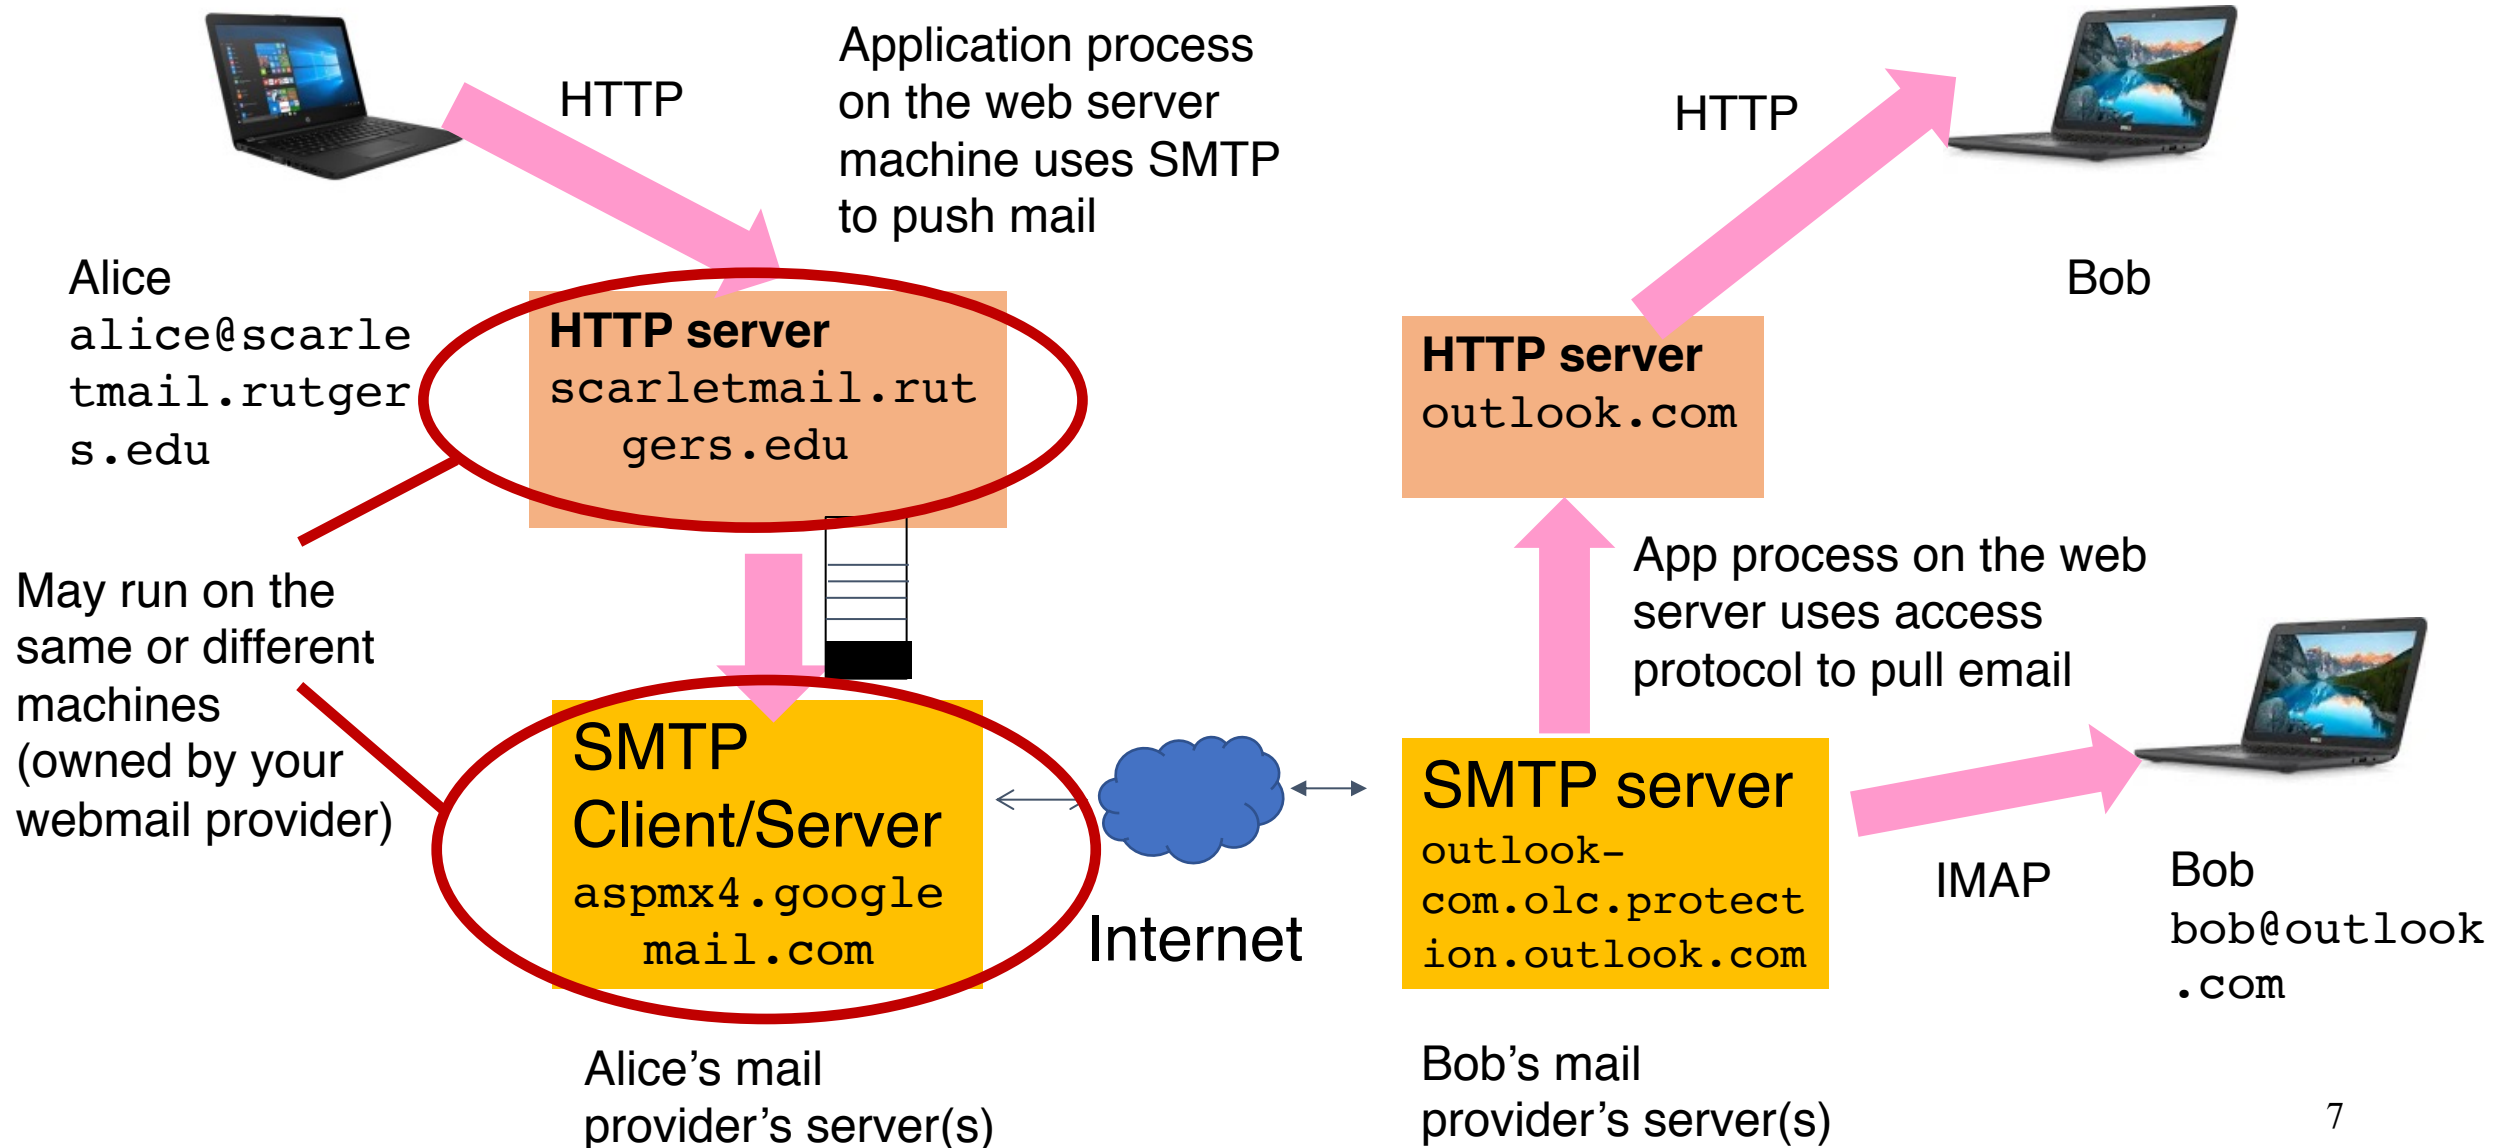 HTTP
Application process
on the web server
machine uses SMTP
to push mail
Alice
alice@scarle
tmail.rutger
s.edu
HTTP server
scarletmail.rut
gers.edu
May run on the
same or different
machines
(owned by your
webmail provider)
SMTP
Client/Server
aspmx4.google
mail.com
Alice’s mail
provider’s server(s)
Internet
HTTP
Bob
HTTP server
outlook.com
App process on the web
server uses access
protocol to pull email
SMTP server
outlook-
com.olc.protect
ion.outlook.com
IMAP
Bob
bob@outlook
.com
Bob’s mail
provider’s server(s)
7